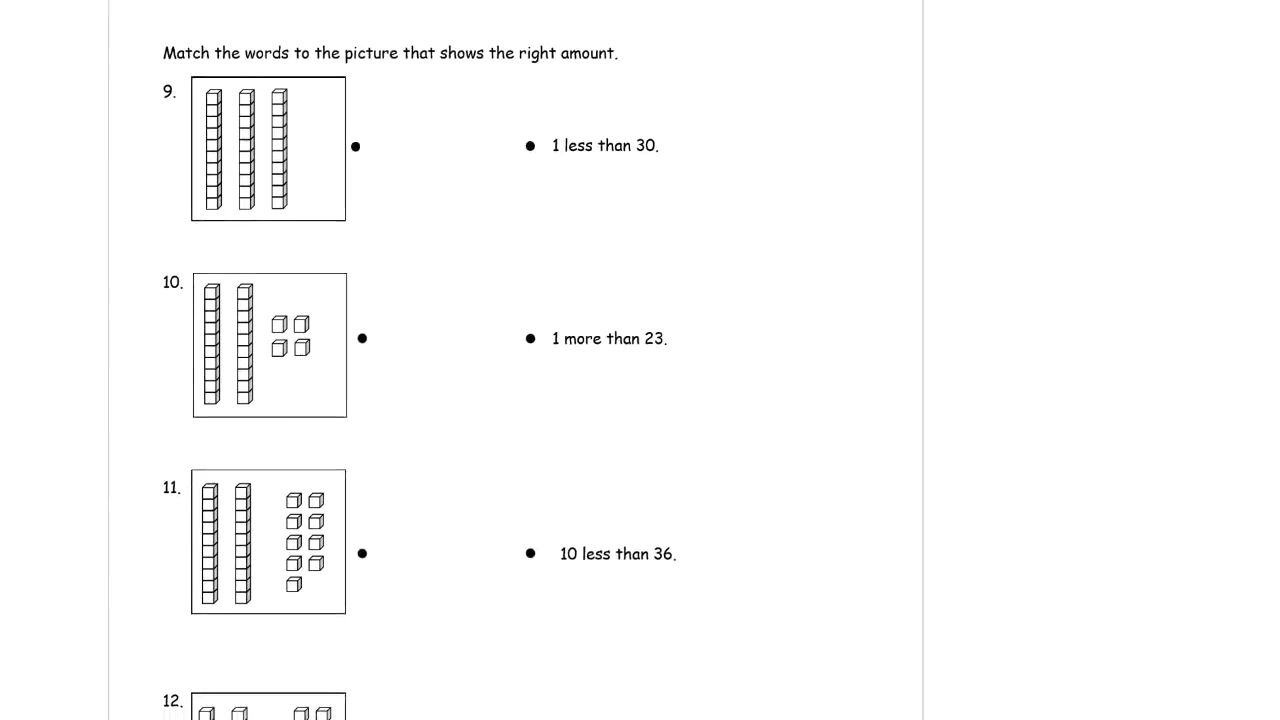 Match the words to the picture that shows the right amount.
9.
1 less than 30.
10.
1 more than 23.
11.
10 less than 36.
12.